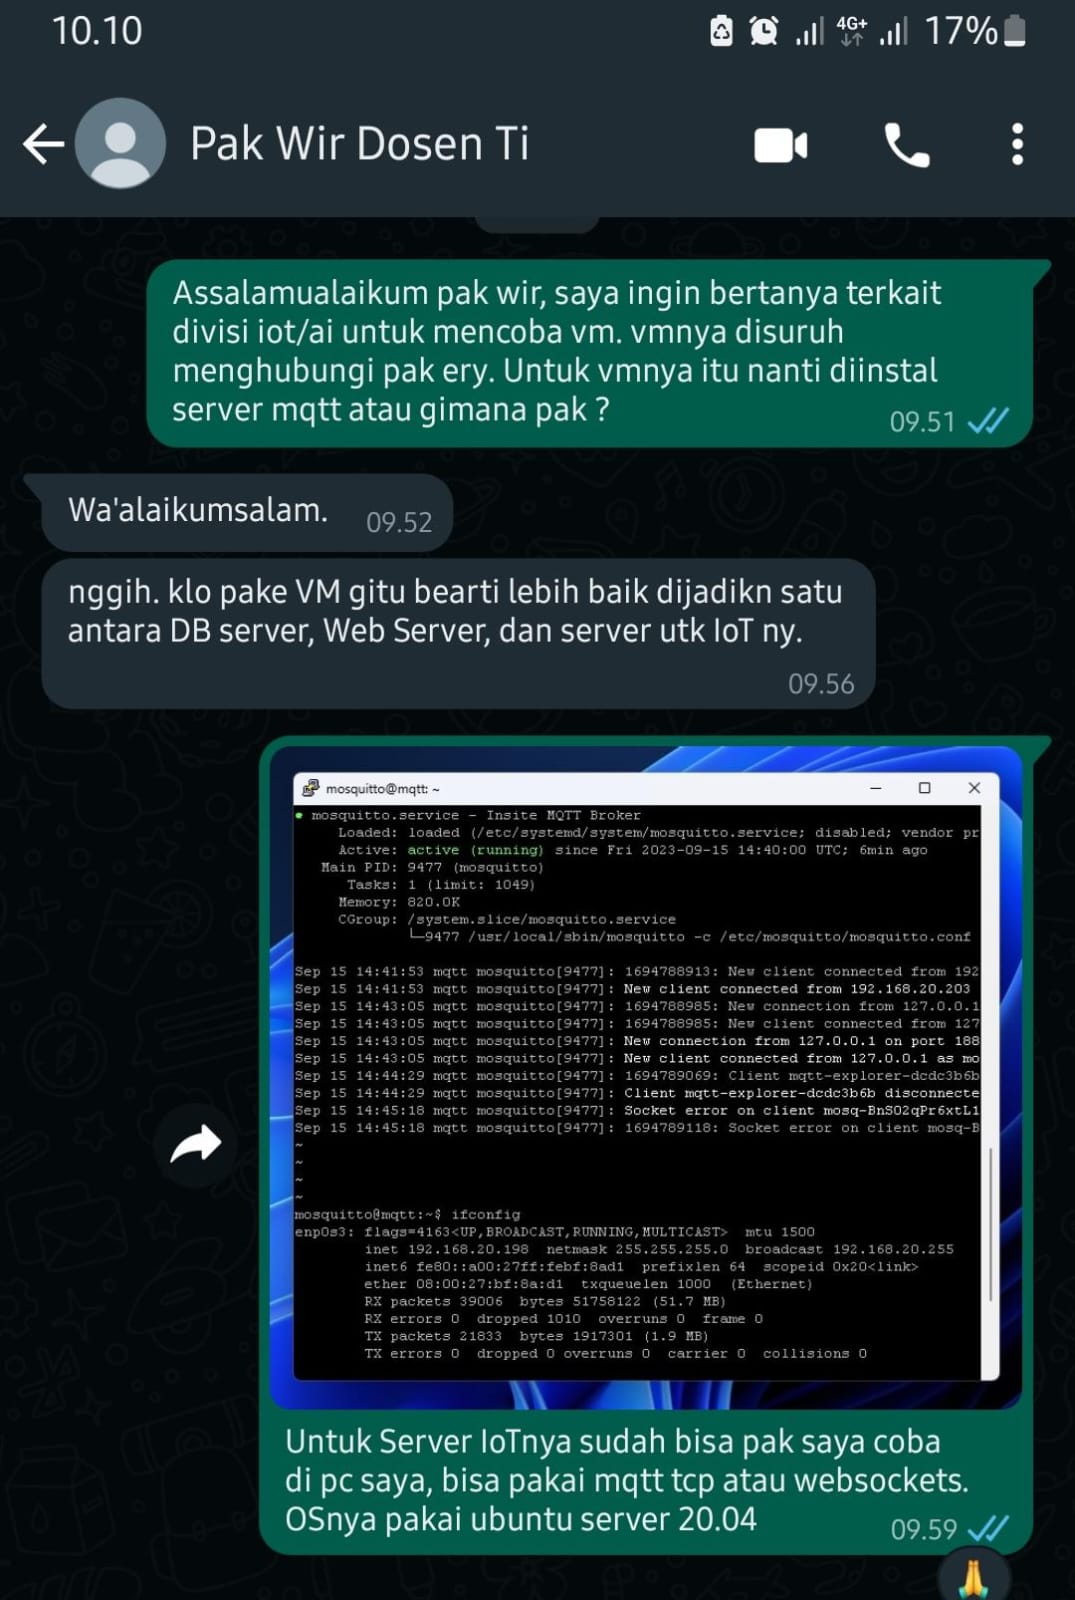 10.10
4G+
17%
Pak Wir Dosen Ti
Assalamualaikum pak wir, saya ingin bertanya terkait
divisi iot/ai untuk mencoba vm. vmnya disuruh
menghubungi pak ery. Untuk vmnya itu nanti diinstal
server mqtt atau gimana pak ?
09.51
Wa'alaikumsalam.
09.52
nggih. klo pake VM gitu bearti lebih baik dijadikn satu
antara DB server, Web Server, dan server utk IoT ny.
09.56
mosquitto@mqtt: ~
● mosquitto.service - Insite MQTT Broker
Loaded: loaded (/etc/systemd/system/mosquitto.service; disabled; vendor pr
Active: active (running) since Fri 2023-09-15 14:40:00 UTC; 6min ago
Main PID: 9477 (mosquitto)
Tasks: 1 (limit: 1049)
Memory: 820.0K
CGroup: /system.slice/mosquitto.service
└─9477 /usr/local/sbin/mosquitto -c /etc/mosquitto/mosquitto.conf
Sep 15 14:41:53 mqtt mosquitto[9477]: 1694788913: New client connected from 192
Sep 15 14:41:53 mqtt mosquitto[9477]: New client connected from 192.168.20.203
Sep 15 14:43:05 mqtt mosquitto[9477]: 1694788985: New connection from 127.0.0.1
Sep 15 14:43:05 mqtt mosquitto[9477]: 1694788985: New client connected from 127
Sep 15 14:43:05 mqtt mosquitto[9477]: New connection from 127.0.0.1 on port 188
Sep 15 14:43:05 mqtt mosquitto[9477]: New client connected from 127.0.0.1 as mo
Sep 15 14:44:29 mqtt mosquitto[9477]: 1694789069: Client mqtt-explorer-dcdc3b6b
Sep 15 14:44:29 mqtt mosquitto[9477]: Client mqtt-explorer-dcdc3b6b disconnecte
Sep 15 14:45:18 mqtt mosquitto[9477]: Socket error on client mosq-BnSO2qPr6xtL1
Sep 15 14:45:18 mqtt mosquitto[9477]: 1694789118: Socket error on client mosq-B
~
~
~
~
mosquitto@mqtt:~$ ifconfig
enp0s3: flags=4163<UP,BROADCAST,RUNNING,MULTICAST> mtu 1500
inet 192.168.20.198 netmask 255.255.255.0 broadcast 192.168.20.255
inet6 fe80::a00:27ff:febf:8ad1 prefixlen 64 scopeid 0x20<link>
ether 08:00:27:bf:8a:d1 txqueuelen 1000 (Ethernet)
RX packets 39006 bytes 51758122 (51.7 MB)
RX errors 0 dropped 1010 overruns 0 frame 0
TX packets 21833 bytes 1917301 (1.9 MB)
TX errors 0 dropped 0 overruns 0 carrier 0 collisions 0
Untuk Server IoTnya sudah bisa pak saya coba
di pc saya, bisa pakai mqtt tcp atau websockets.
OSnya pakai ubuntu server 20.04
09.59